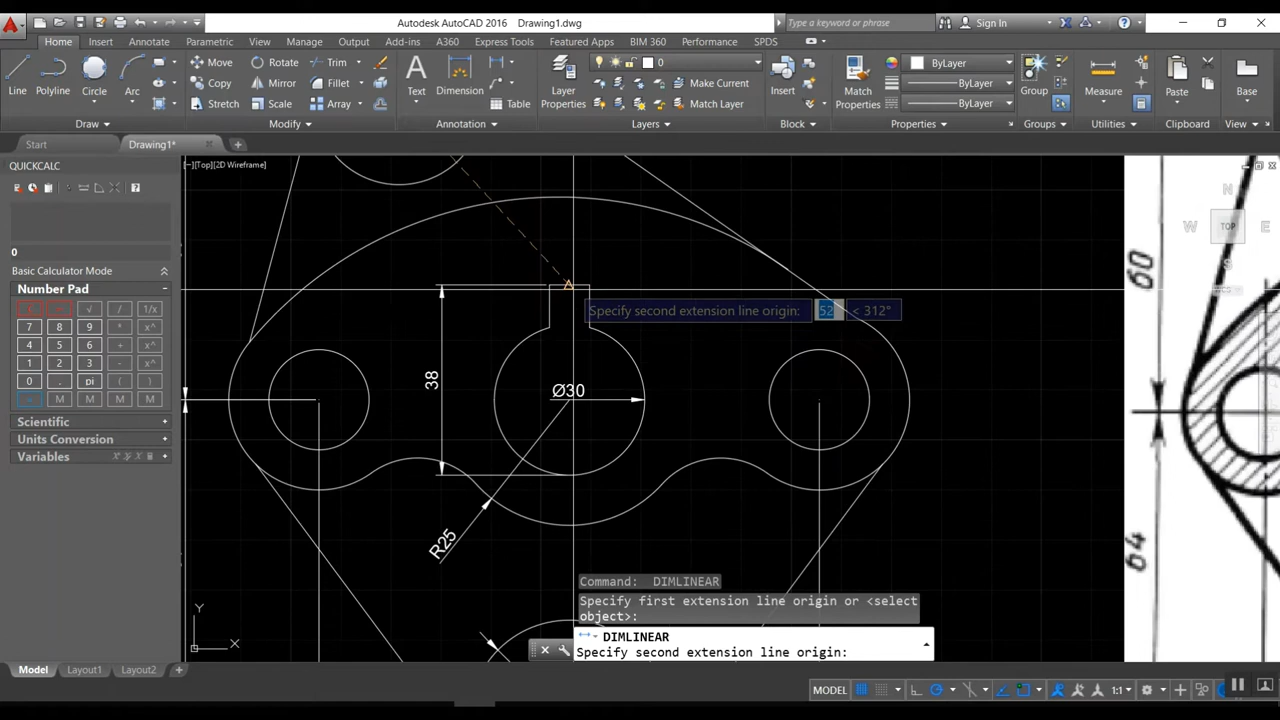 Autodesk AutoCAD 2016 Drawing1.dwg
Type a keyword or phrase
Sign In
Home Insert Annotate Parametric View Manage Output Add-ins A360 Express Tools Featured Apps BIM 360 Performance SPDS
Line
Polyline
Circle
Arc
Move
Copy
Stretch
Rotate
Mirror
Scale
Trim
Fillet
Array
Text
Dimension
Table
Layer
Properties
0
Make Current
Match Layer
Insert
Match
Properties
ByLayer
ByLayer
ByLayer
Group
Measure
Paste
Base
Draw Modify Annotation Layers Block Properties Groups Utilities Clipboard View
Start Drawing1*
QUICKCALC
[−][Top][2D Wireframe]
0
Basic Calculator Mode
Number Pad
C √ / 1/x
7 8 9 * x^
4 5 6 + x^
1 2 3 - x^
0 . pi ( )
= M M M M
Scientific
Units Conversion
Variables
N
W TOP E
S
60
Specify second extension line origin: 52 < 312°
38
Ø30
R25
64
Command: DIMLINEAR
Specify first extension line origin or <select
object>:
DIMLINEAR
Specify second extension line origin:
Y
X
Model Layout1 Layout2 +
MODEL 1:1